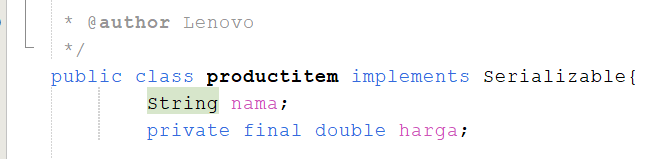 * @author Lenovo
*/
public class productitem implements Serializable{
String nama;
private final double harga;